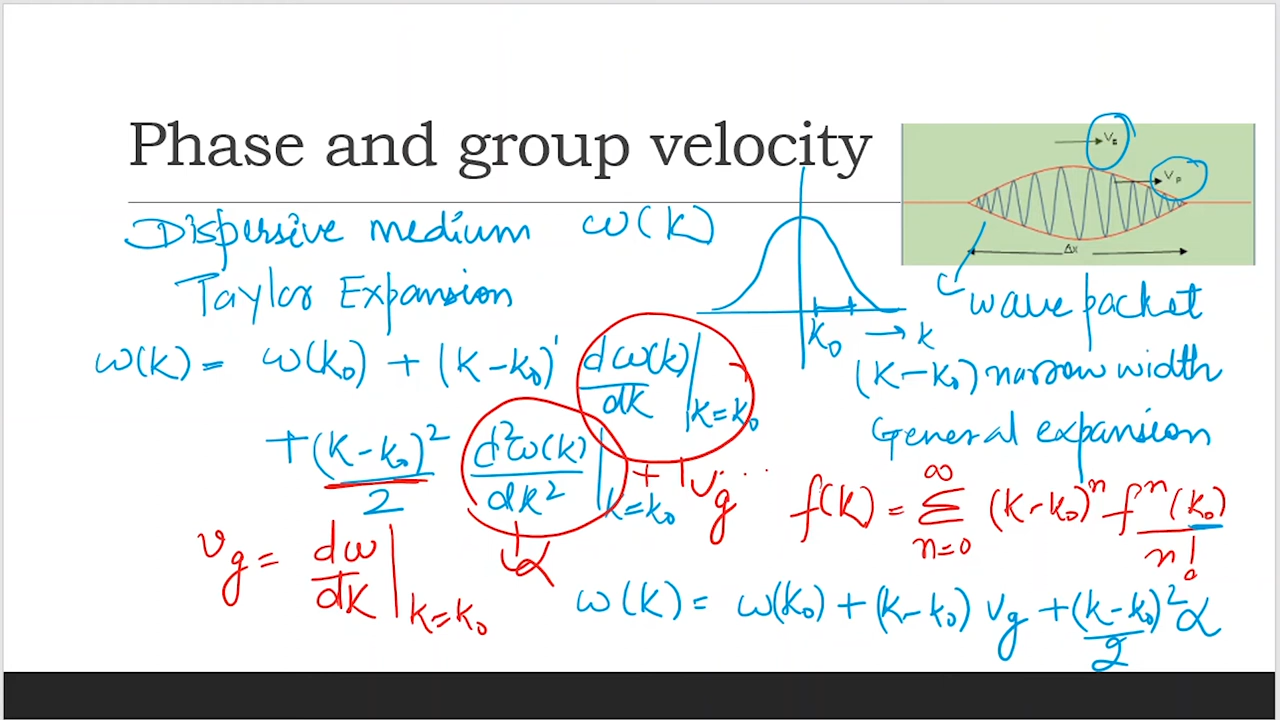 Phase and group velocity
Vg
Vp
Δx
Dispersive medium ω(k)
Taylor Expansion
k₀ → k
wave packet
ω(k) = ω(k₀) + (k-k₀)¹ dω(k)/dk |k=k₀
(k-k₀) narrow width
+ (k-k₀)²/2 d²ω(k)/dk² |k=k₀ + ...
General expansion
vg
α
f(k) = Σ n=0 ∞ (k-k₀)ⁿ fⁿ(k₀)/n!
vg = dω/dk |k=k₀
ω(k) = ω(k₀) + (k-k₀) vg + (k-k₀)²/2 α